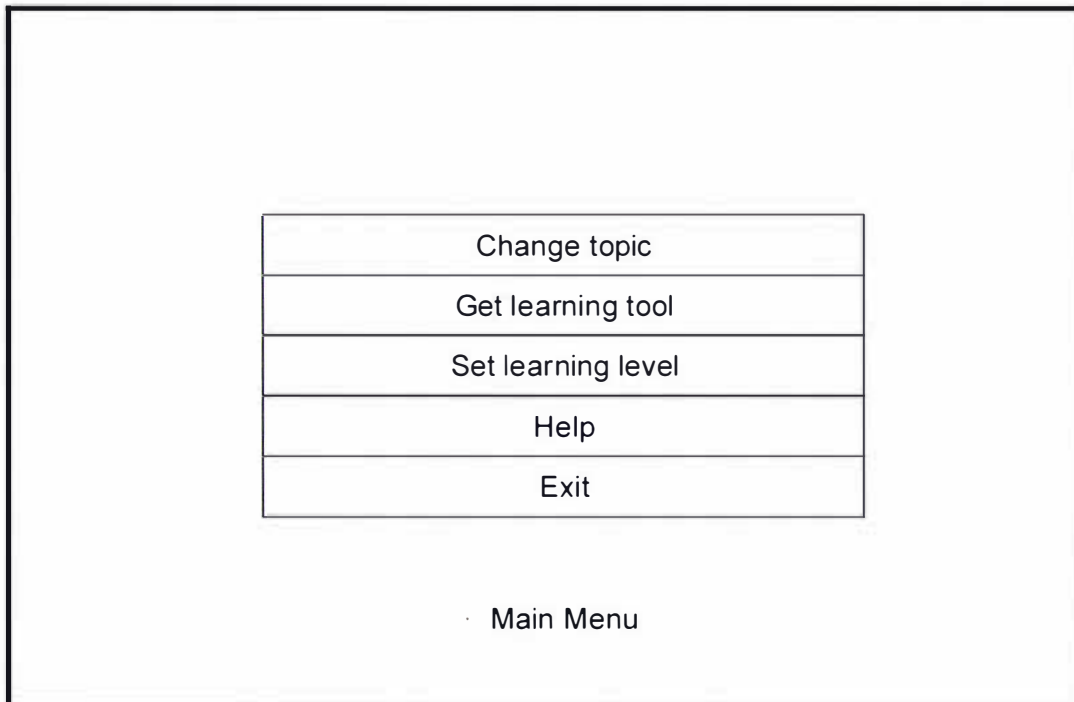 Change topic
Get learning tool
Set learning level
Help
Exit
Main Menu